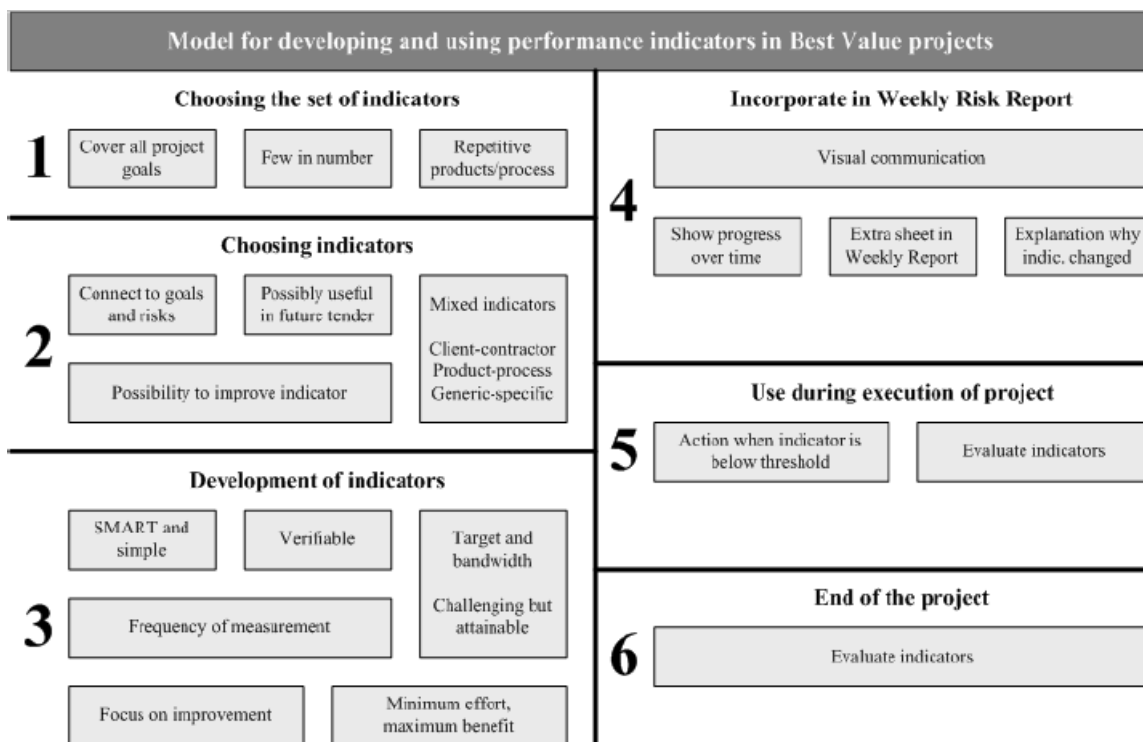 Model for developing and using performance indicators in Best Value projects
Choosing the set of indicators
1
Cover all project
goals
Few in number
Repetitive
products/process
Choosing indicators
2
Connect to goals
and risks
Possibly useful
in future tender
Mixed indicators
Client-contractor
Product-process
Generic-specific
Possibility to improve indicator
Development of indicators
3
SMART and
simple
Verifiable
Target and
bandwidth
Challenging but
attainable
Frequency of measurement
Focus on improvement
Minimum effort,
maximum benefit
Incorporate in Weekly Risk Report
4
Visual communication
Show progress
over time
Extra sheet in
Weekly Report
Explanation why
indic. changed
Use during execution of project
5
Action when indicator is
below threshold
Evaluate indicators
End of the project
6
Evaluate indicators